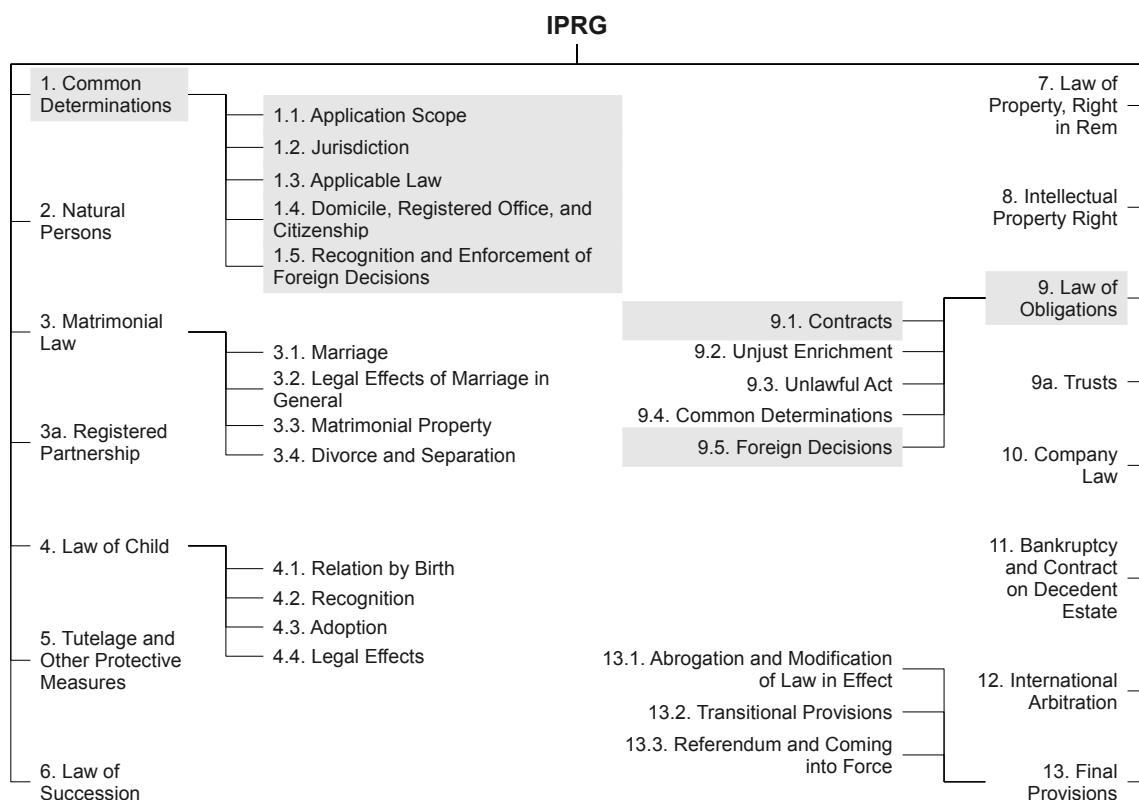 IPRG
1. Common
Determinations
1.1. Application Scope
1.2. Jurisdiction
1.3. Applicable Law
1.4. Domicile, Registered Office, and
Citizenship
1.5. Recognition and Enforcement of
Foreign Decisions
2. Natural
Persons
3. Matrimonial
Law
3.1. Marriage
3.2. Legal Effects of Marriage in
General
3.3. Matrimonial Property
3.4. Divorce and Separation
3a. Registered
Partnership
4. Law of Child
4.1. Relation by Birth
4.2. Recognition
4.3. Adoption
4.4. Legal Effects
5. Tutelage and
Other Protective
Measures
6. Law of
Succession
7. Law of
Property, Right
in Rem
8. Intellectual
Property Right
9. Law of
Obligations
9.1. Contracts
9.2. Unjust Enrichment
9.3. Unlawful Act
9.4. Common Determinations
9.5. Foreign Decisions
9a. Trusts
10. Company
Law
11. Bankruptcy
and Contract
on Decedent
Estate
12. International
Arbitration
13. Final
Provisions
13.1. Abrogation and Modification
of Law in Effect
13.2. Transitional Provisions
13.3. Referendum and Coming
into Force